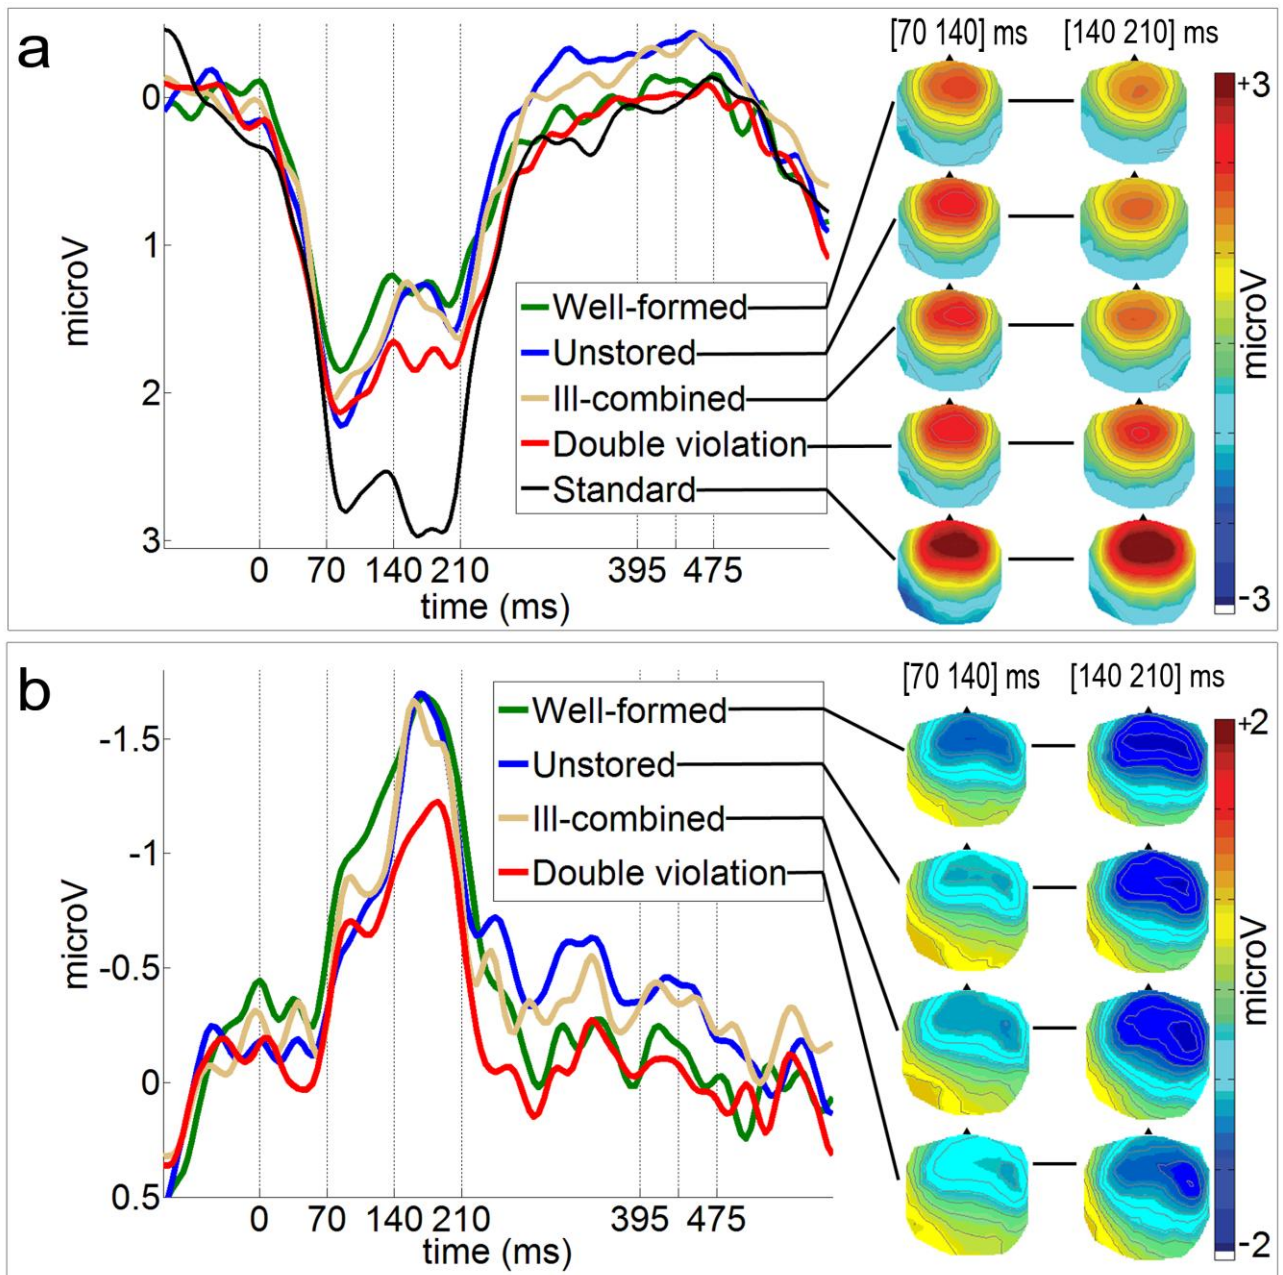 a
[70 140] ms
[140 210] ms
0
1
2
3
microV
0 70 140 210 395 475
time (ms)
Well-formed
Unstored
Ill-combined
Double violation
Standard
+3
microV
-3
b
[70 140] ms
[140 210] ms
-1.5
-1
-0.5
0
0.5
microV
0 70 140 210 395 475
time (ms)
Well-formed
Unstored
Ill-combined
Double violation
+2
microV
-2